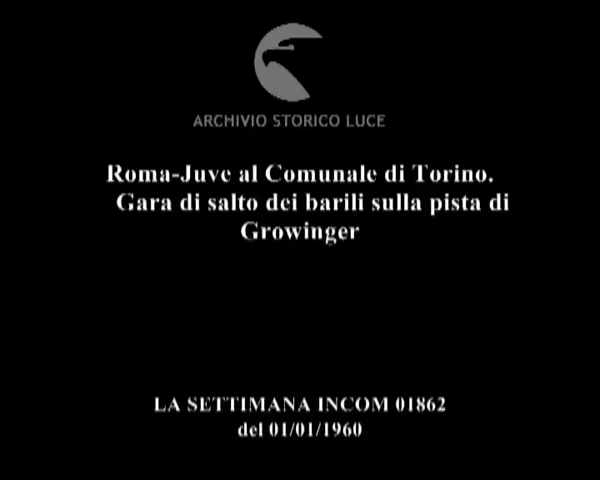 ARCHIVIO STORICO LUCE
Roma-Juve al Comunale di Torino.
Gara di salto dei barili sulla pista di
Growinger
LA SETTIMANA INCOM 01862
del 01/01/1960